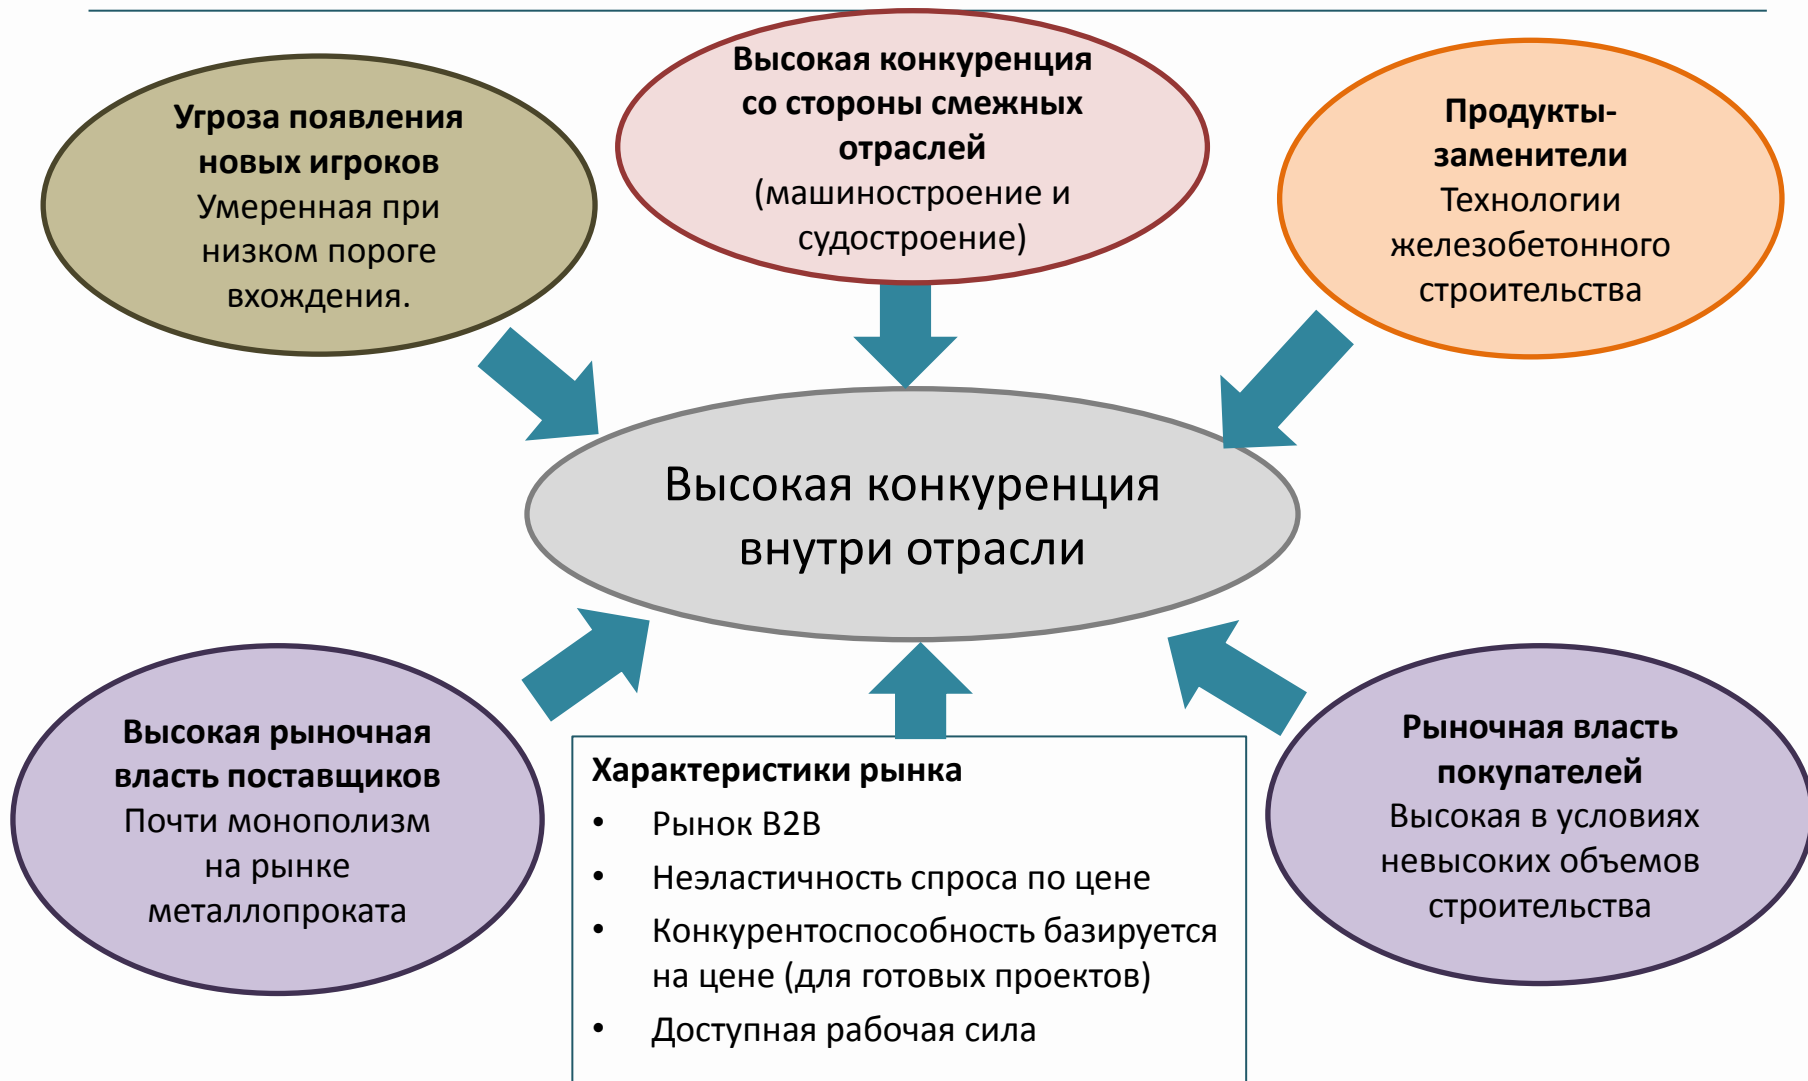 Угроза появления
новых игроков
Умеренная при
низком пороге
вхождения.
Высокая конкуренция
со стороны смежных
отраслей
(машиностроение и
судостроение)
Продукты-
заменители
Технологии
железобетонного
строительства
Высокая конкуренция
внутри отрасли
Высокая рыночная
власть поставщиков
Почти монополизм
на рынке
металлопроката
Характеристики рынка
• Рынок B2B
• Неэластичность спроса по цене
• Конкурентоспособность базируется
на цене (для готовых проектов)
• Доступная рабочая сила
Рыночная власть
покупателей
Высокая в условиях
невысоких объемов
строительства